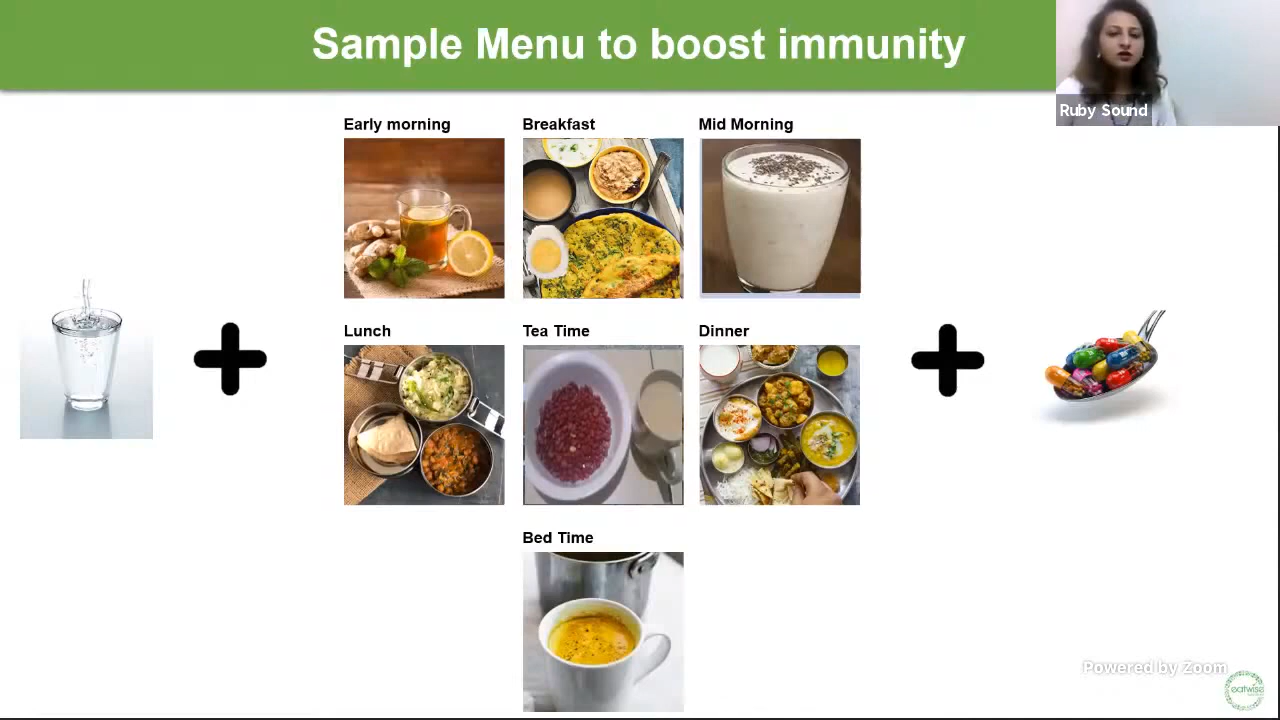 Sample Menu to boost immunity
Ruby Sound
Early morning
Breakfast
Mid Morning
Lunch
Tea Time
Dinner
Bed Time
Powered by Zoom
eatwise